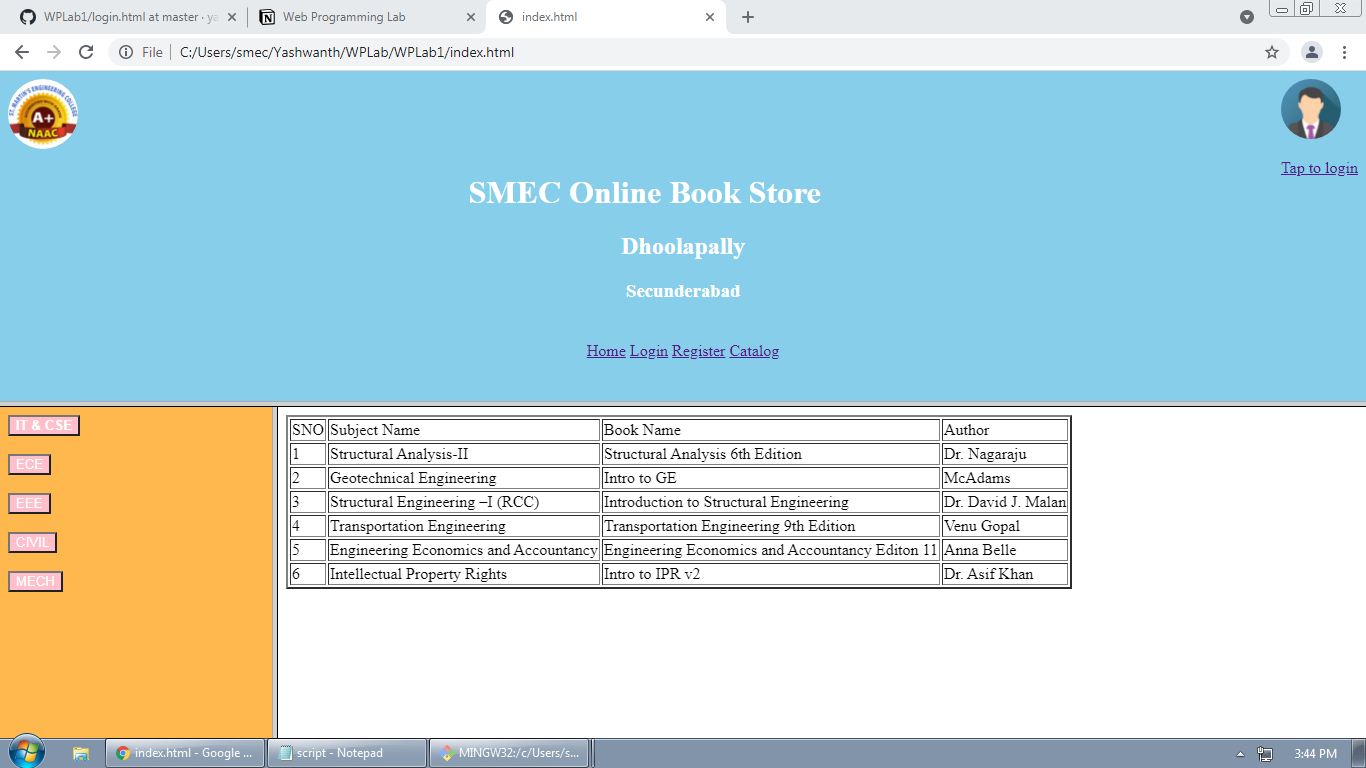 WPLab1/login.html at master · ya
Web Programming Lab
index.html
File
C:/Users/smec/Yashwanth/WPLab/WPLab1/index.html
ST. MARTIN'S ENGINEERING COLLEGE
A+
NAAC
Tap to login
SMEC Online Book Store
Dhoolapally
Secunderabad
Home Login Register Catalog
IT & CSE
ECE
EEE
CIVIL
MECH
SNO Subject Name Book Name Author
1 Structural Analysis-II Structural Analysis 6th Edition Dr. Nagaraju
2 Geotechnical Engineering Intro to GE McAdams
3 Structural Engineering –I (RCC) Introduction to Structural Engineering Dr. David J. Malan
4 Transportation Engineering Transportation Engineering 9th Edition Venu Gopal
5 Engineering Economics and Accountancy Engineering Economics and Accountancy Editon 11 Anna Belle
6 Intellectual Property Rights Intro to IPR v2 Dr. Asif Khan
index.html - Google ...
script - Notepad
MINGW32:/c/Users/s...
3:44 PM